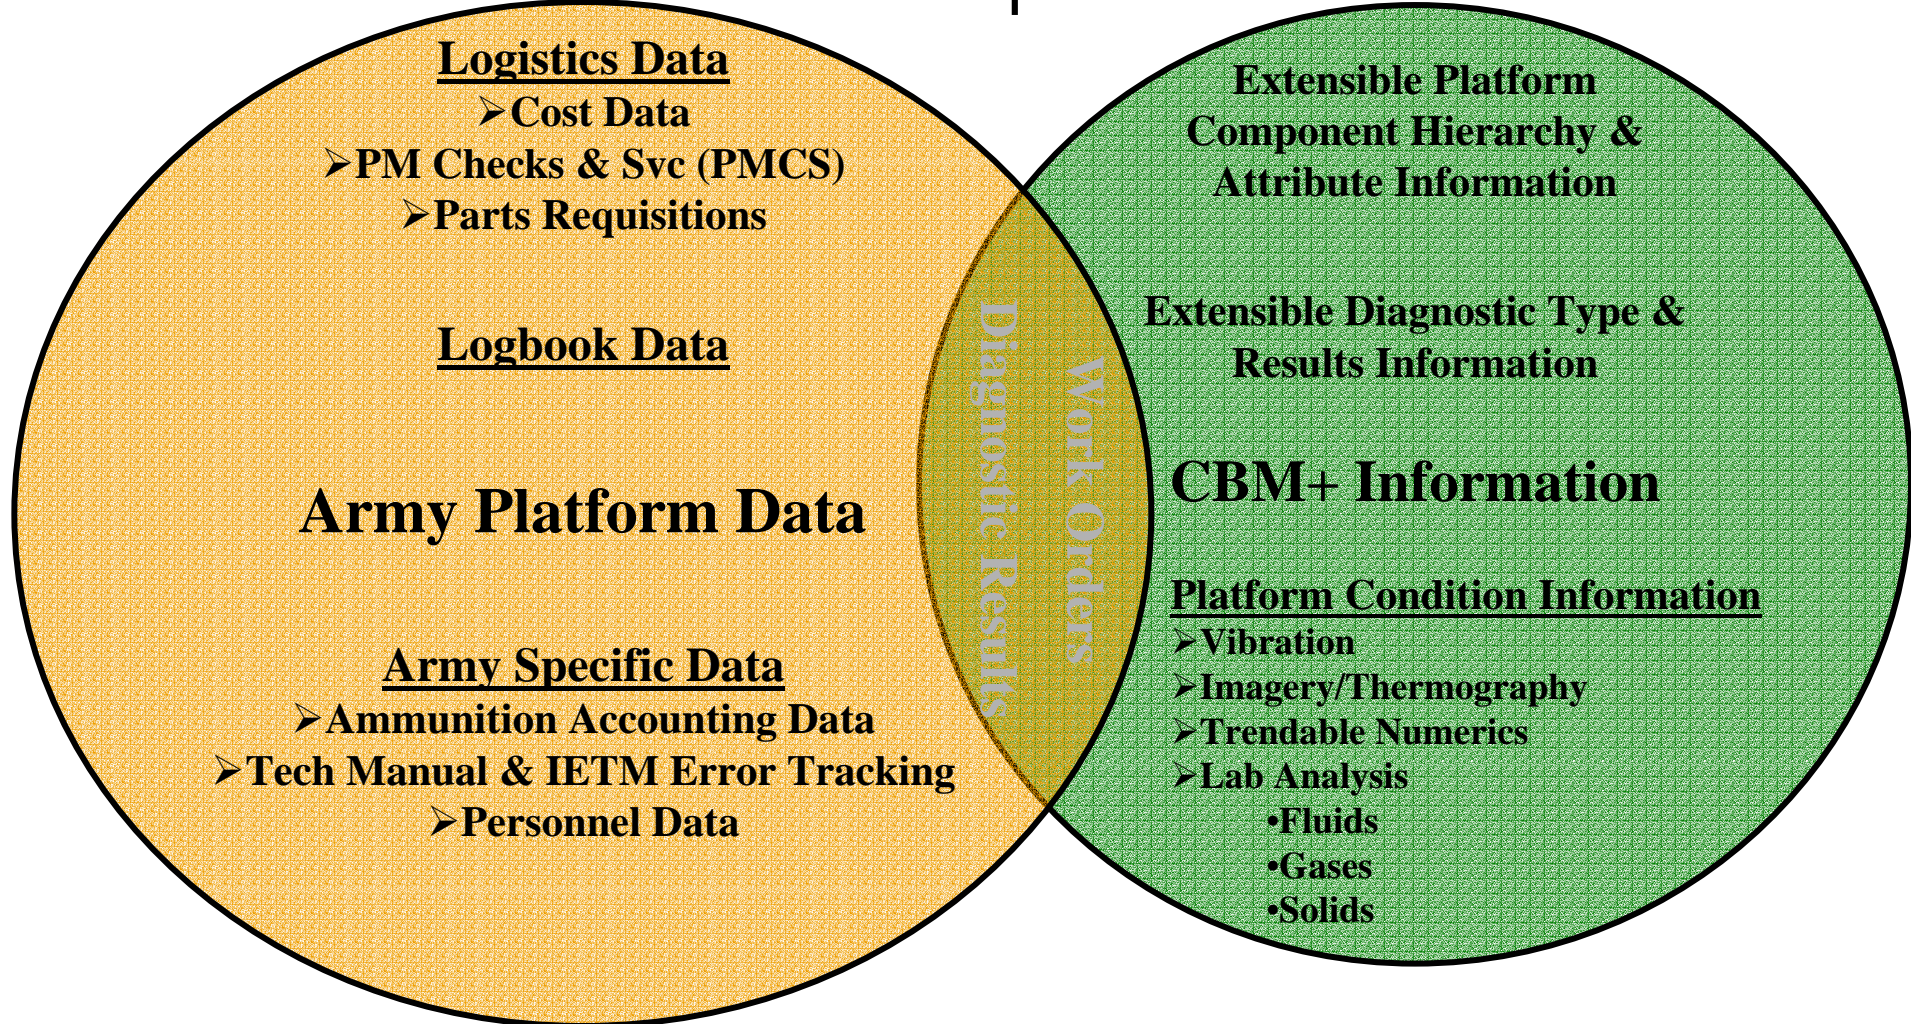 Logistics Data
➢Cost Data
➢PM Checks & Svc (PMCS)
➢Parts Requisitions
Logbook Data
Army Platform Data
Army Specific Data
➢Ammunition Accounting Data
➢Tech Manual & IETM Error Tracking
➢Personnel Data
Work Orders
Diagnostic Results
Extensible Platform
Component Hierarchy &
Attribute Information
Extensible Diagnostic Type &
Results Information
CBM+ Information
Platform Condition Information
➢Vibration
➢Imagery/Thermography
➢Trendable Numerics
➢Lab Analysis
•Fluids
•Gases
•Solids